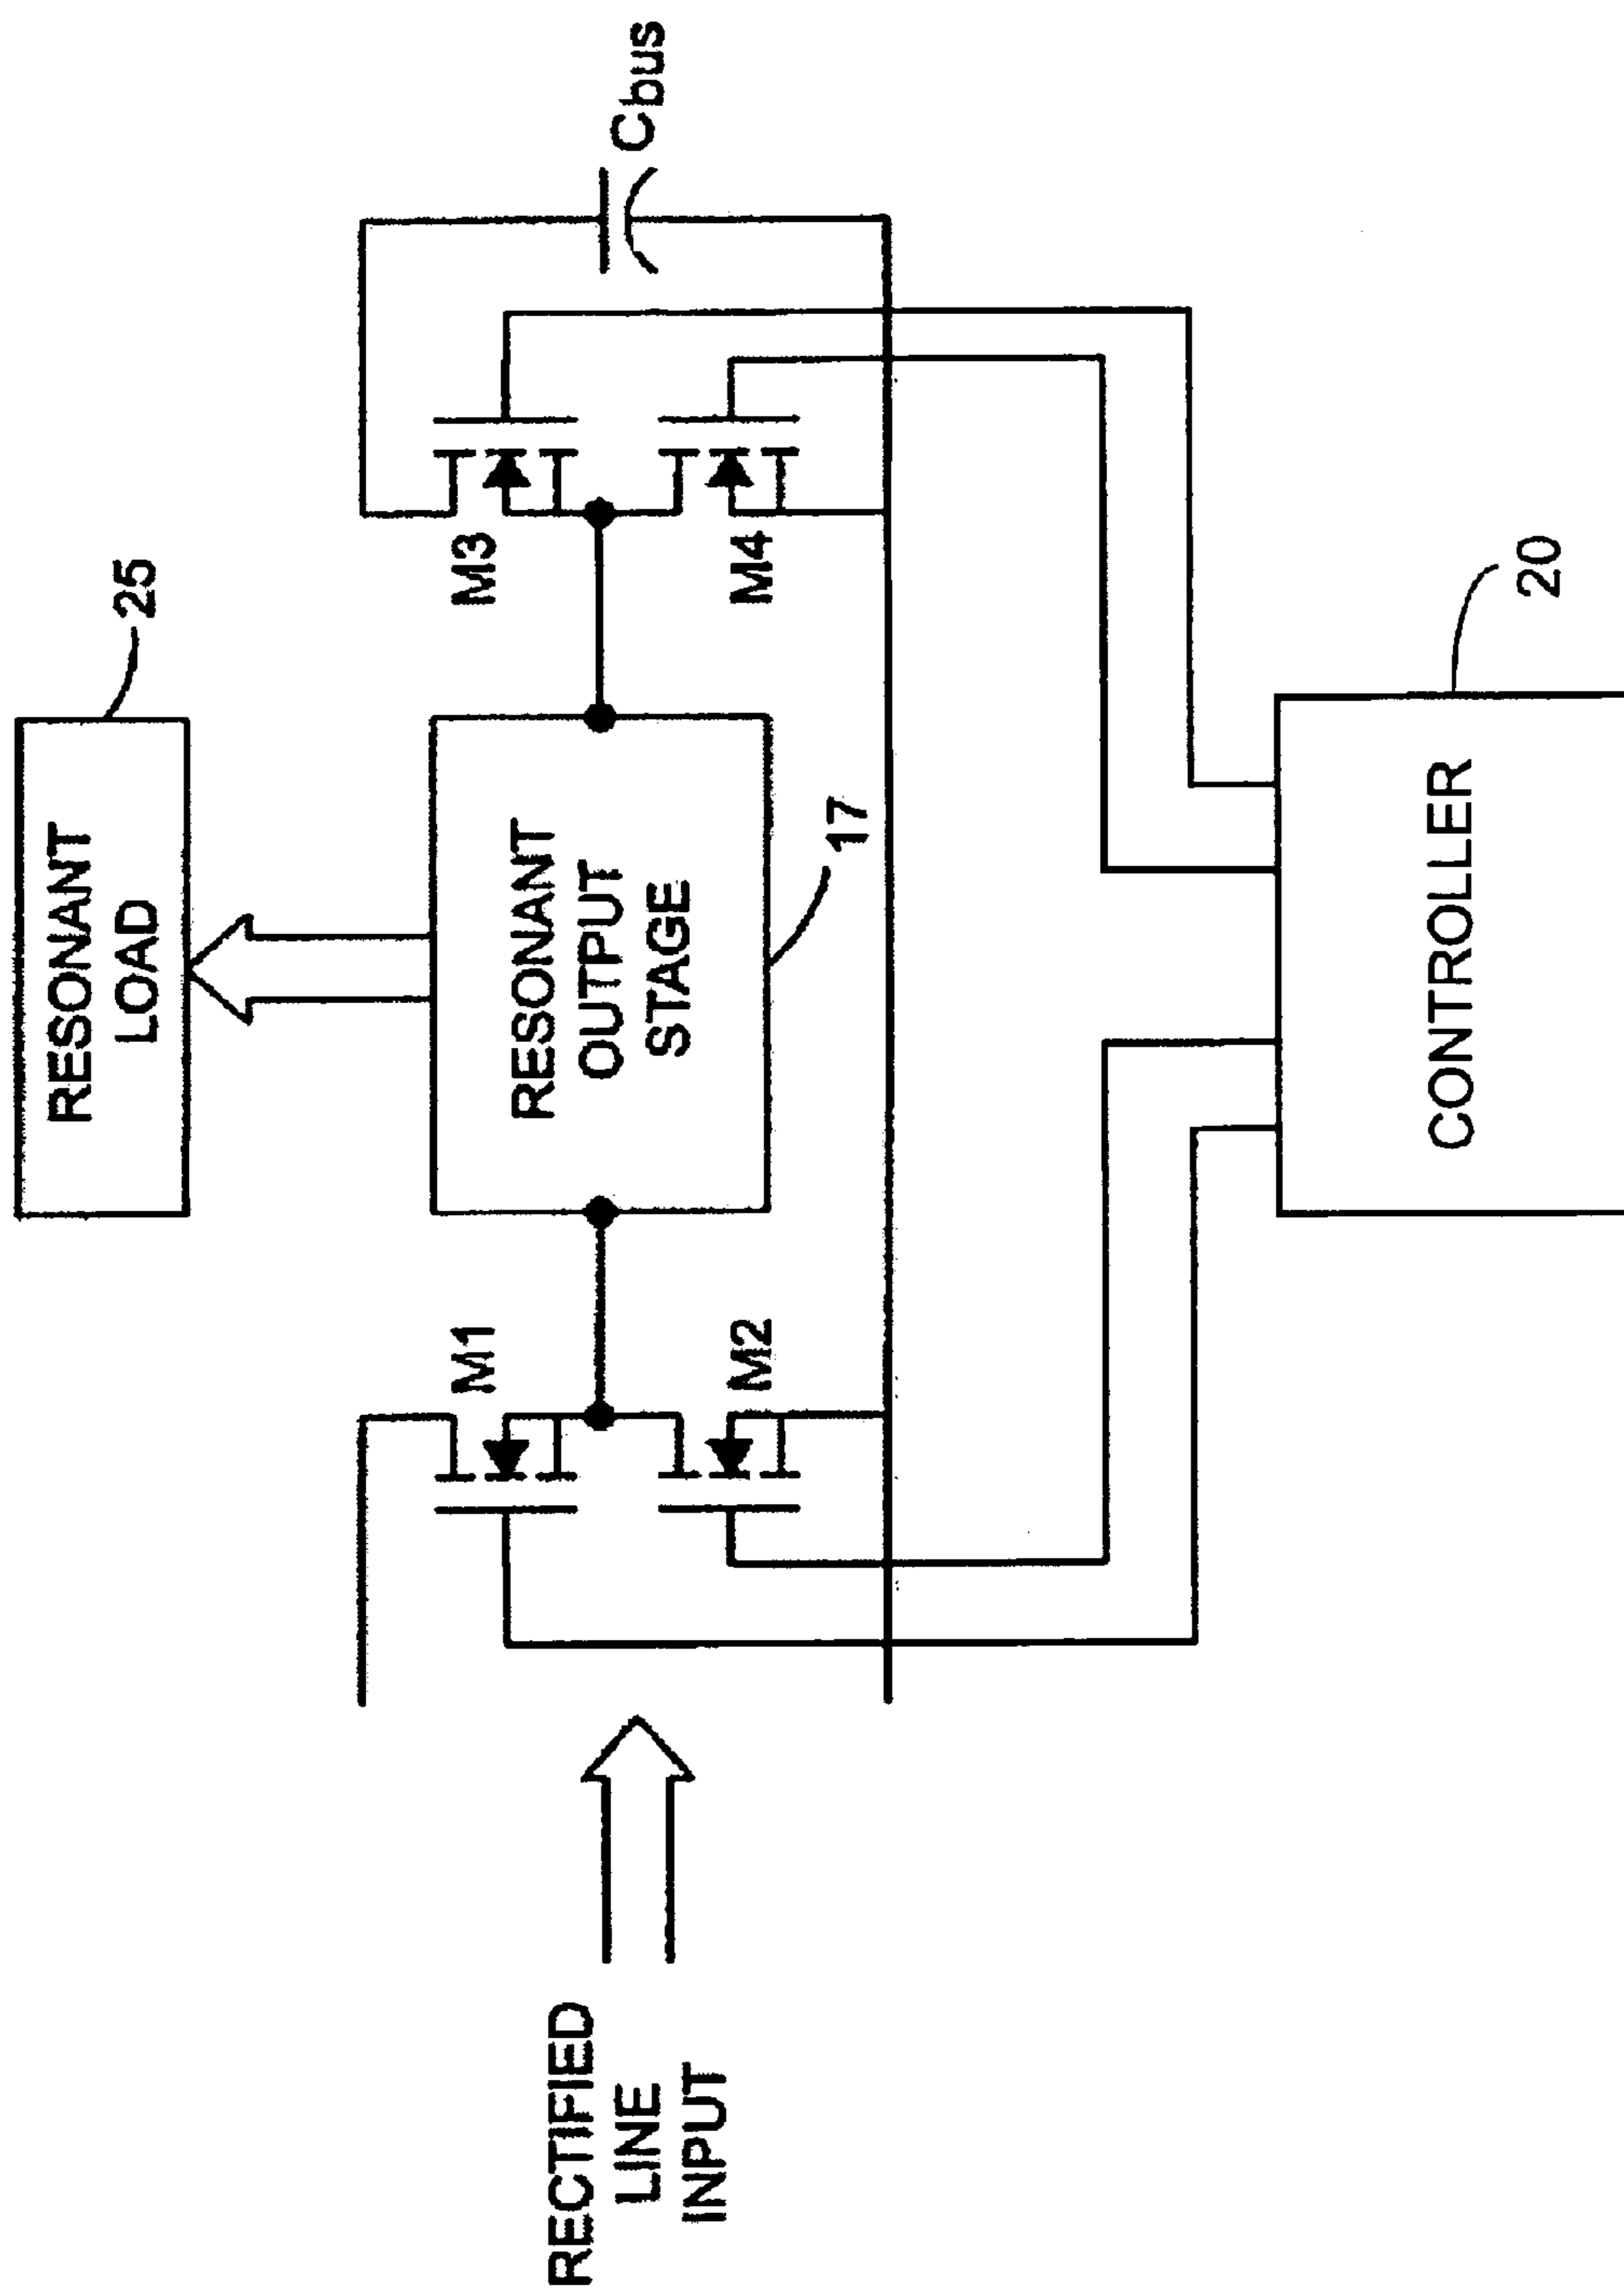 RESONANT
LOAD
25
RECTIFIED
LINE
INPUT
M1
M2
RESONANT
OUTPUT
STAGE
17
M3
M4
Cbus
CONTROLLER
20